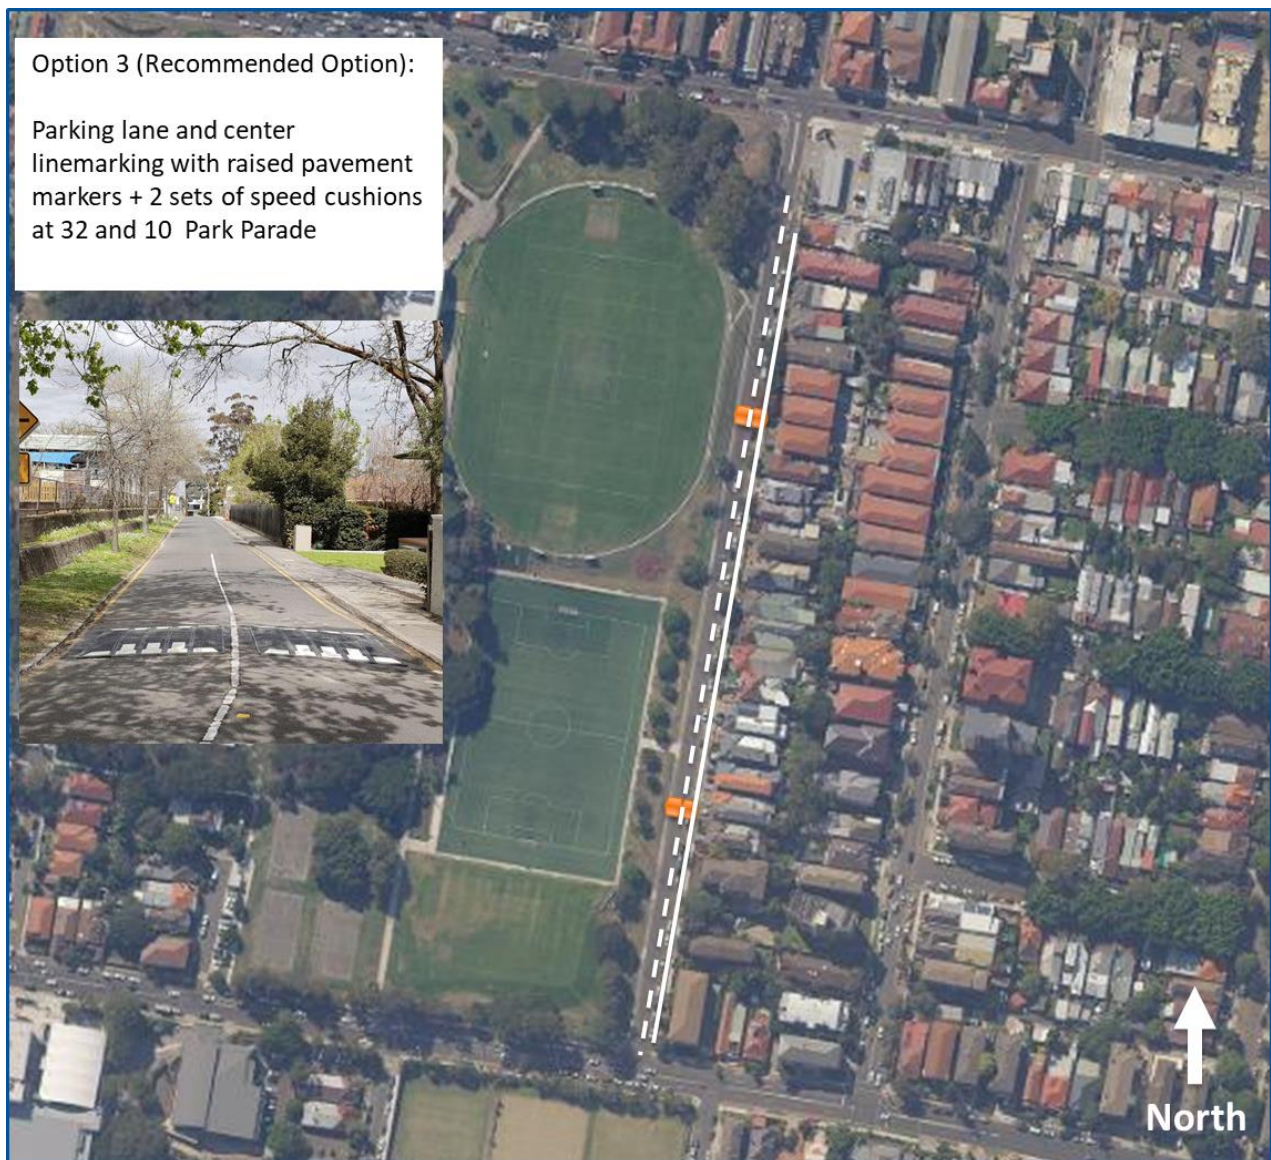 Option 3 (Recommended Option):
Parking lane and center
linemarking with raised pavement
markers + 2 sets of speed cushions
at 32 and 10  Park Parade
North